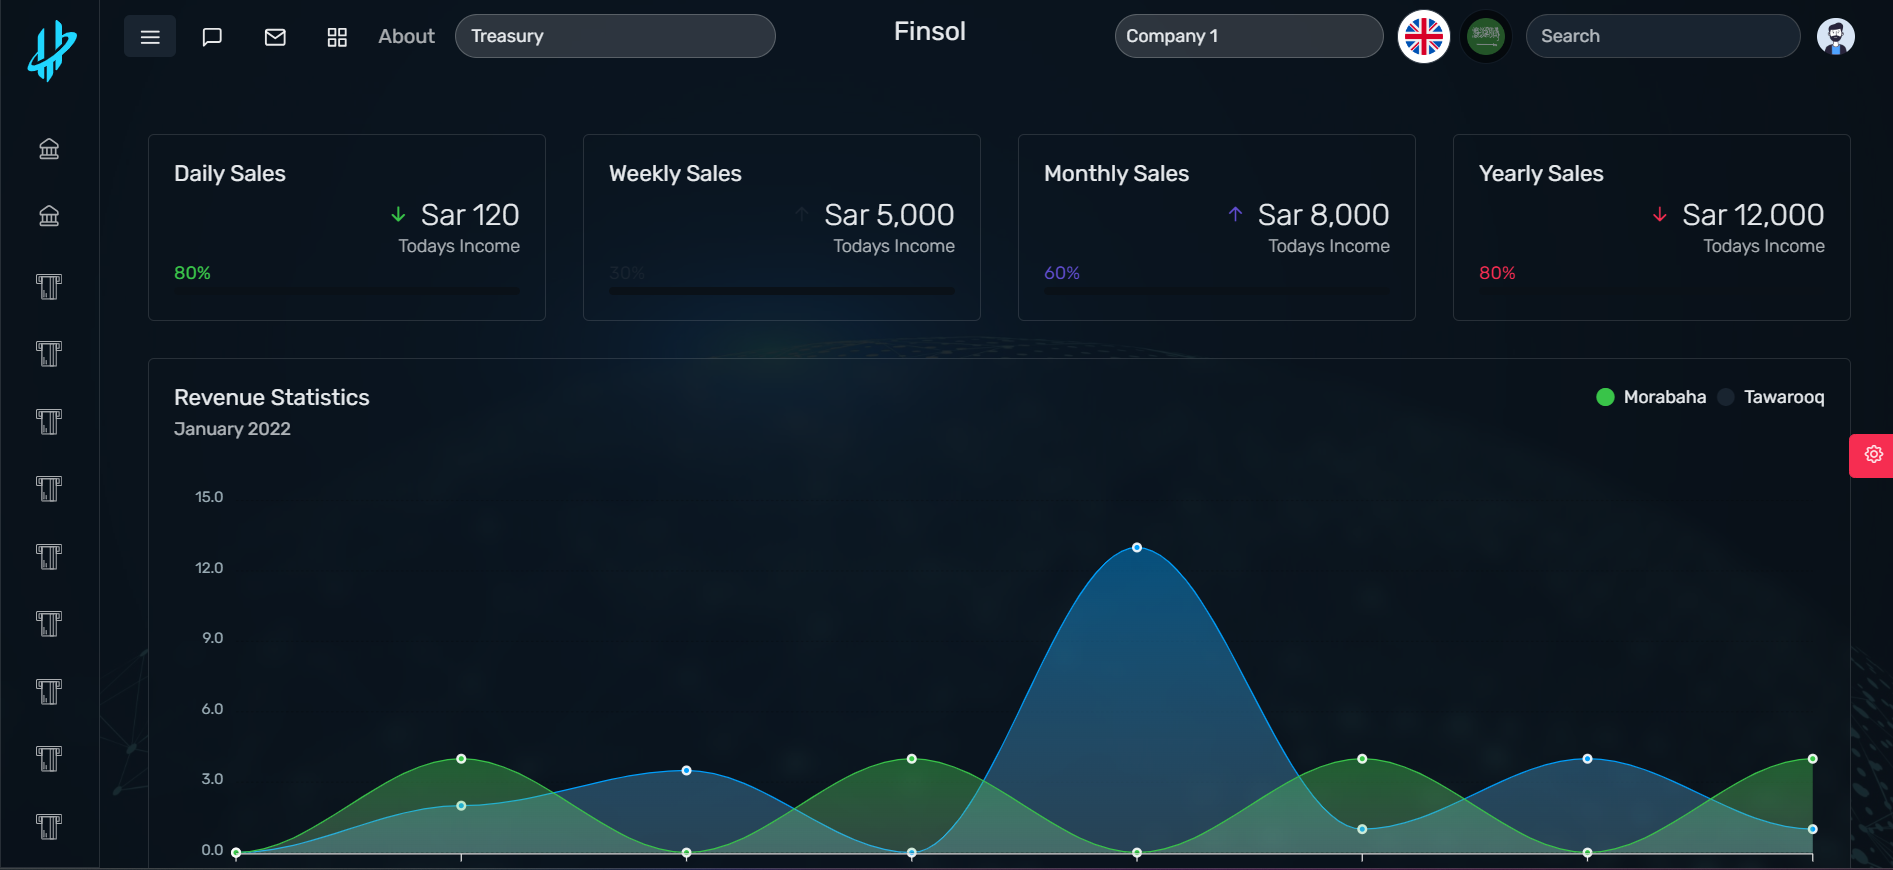 About
Treasury
Finsol
Company 1
Search
Daily Sales
Sar 120
Todays Income
80%
Weekly Sales
Sar 5,000
Todays Income
30%
Monthly Sales
Sar 8,000
Todays Income
60%
Yearly Sales
Sar 12,000
Todays Income
80%
Revenue Statistics
January 2022
Morabaha
Tawarooq
15.0
12.0
9.0
6.0
3.0
0.0